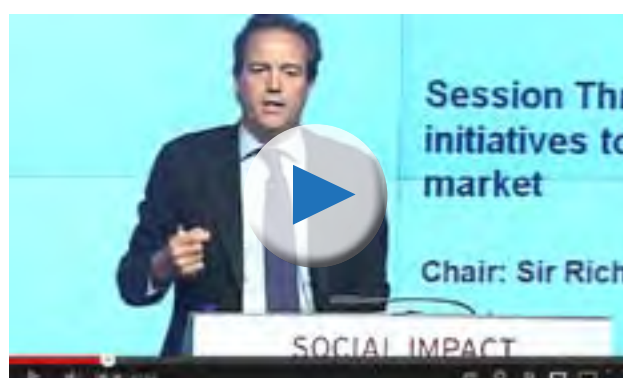 Session Thr
initiatives to
market
Chair: Sir Rich
SOCIAL IMPACT